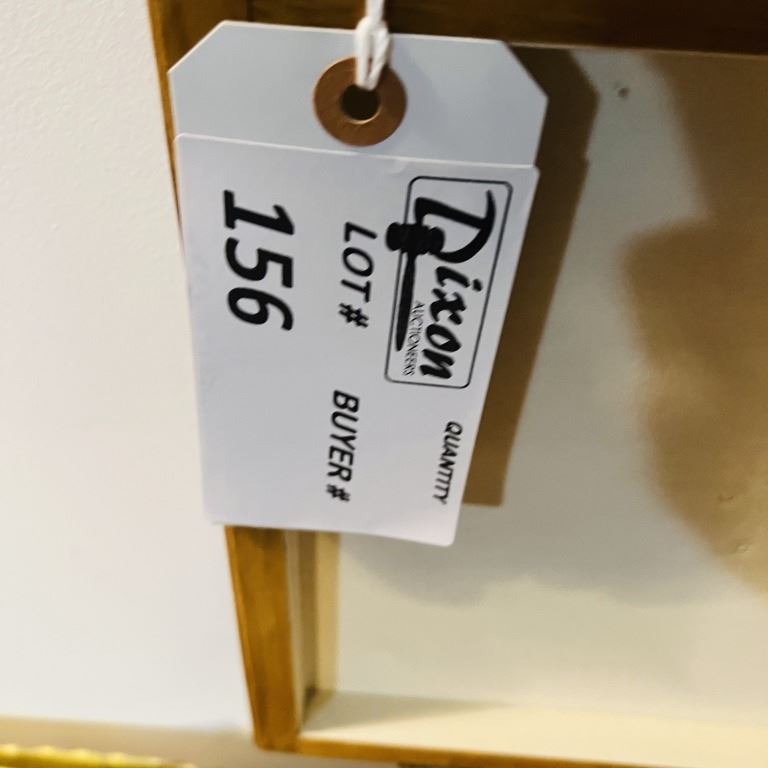 Dixon
AUCTIONEERS
QUANTITY
LOT #
BUYER #
156